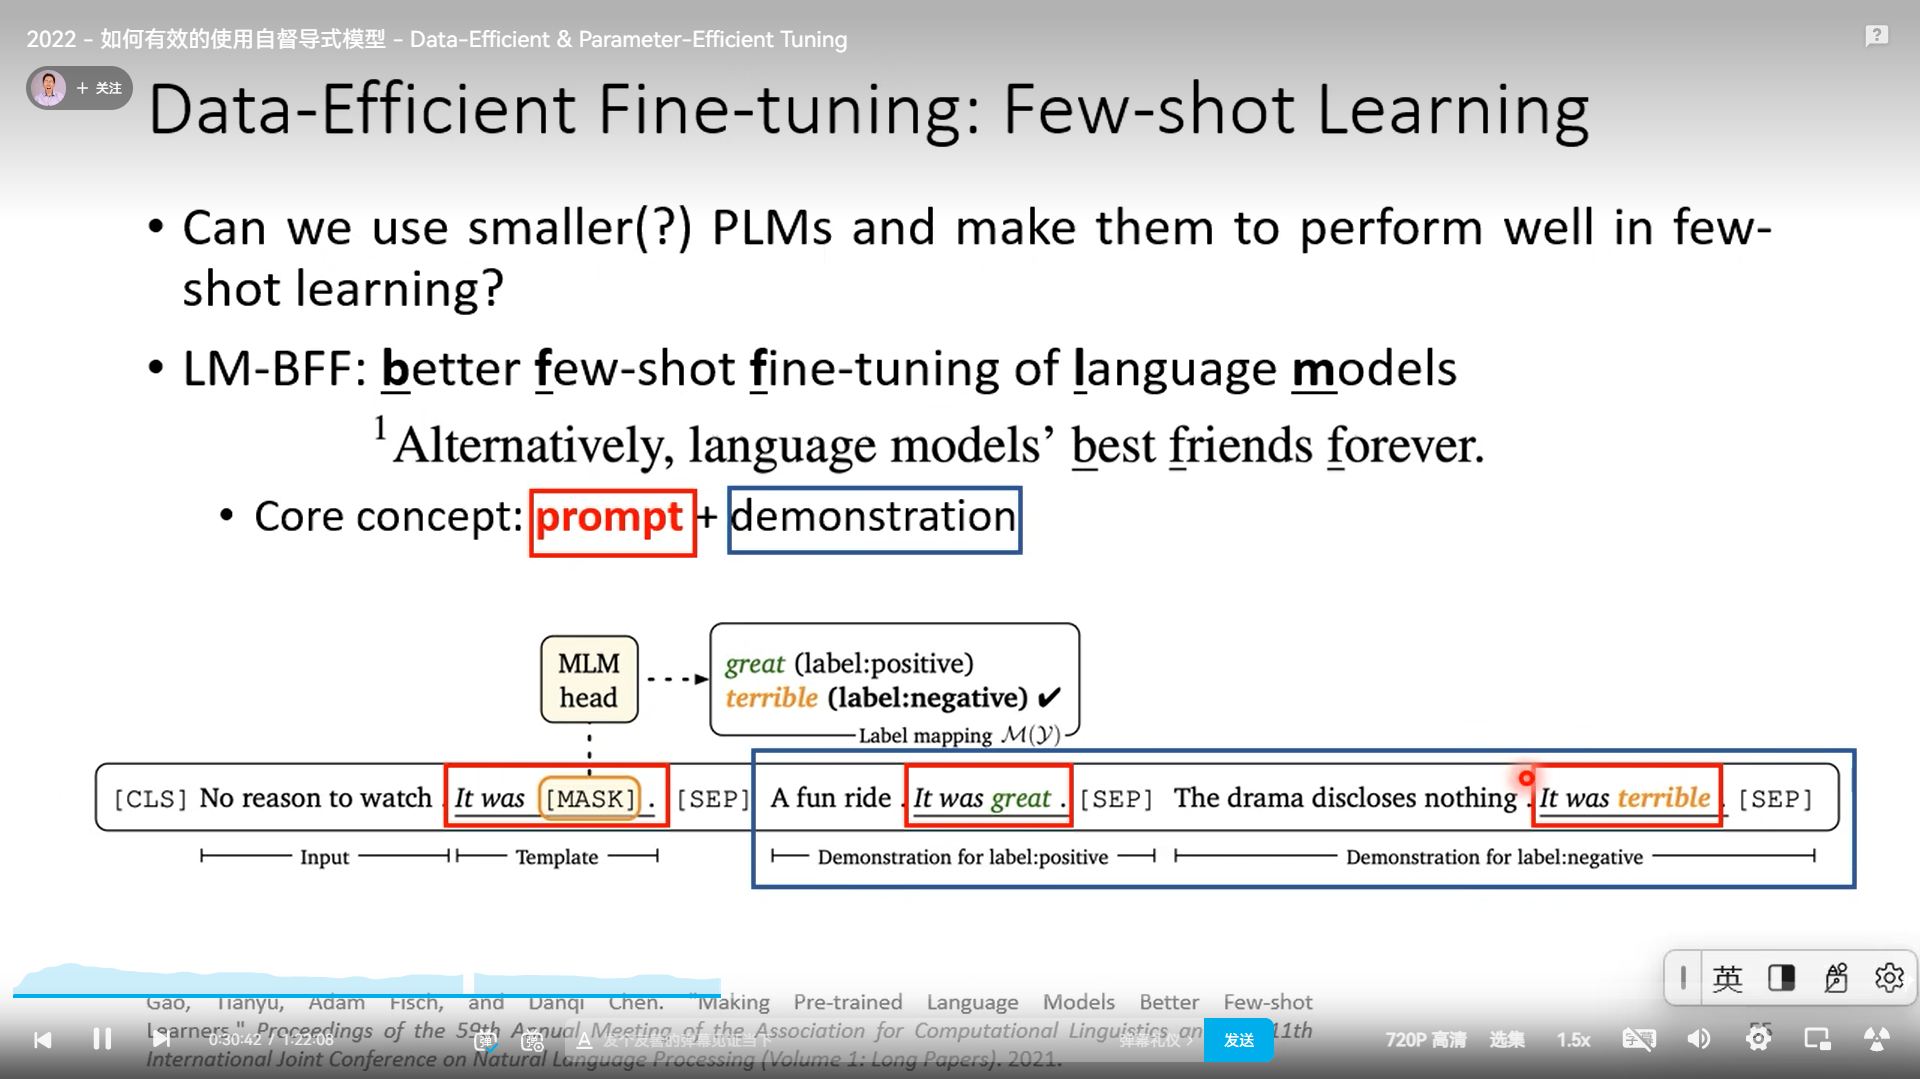 2022 - 如何有效的使用自督导式模型 - Data-Efficient & Parameter-Efficient Tuning
+ 关注
Data-Efficient Fine-tuning: Few-shot Learning
• Can we use smaller(?) PLMs and make them to perform well in few-
shot learning?
• LM-BFF: better few-shot fine-tuning of language models
1 Alternatively, language models’ best friends forever.
• Core concept: prompt + demonstration
MLM
head
great (label:positive)
terrible (label:negative) ✔
Label mapping M(Y)
[CLS] No reason to watch . It was [MASK] . [SEP] A fun ride . It was great . [SEP] The drama discloses nothing . It was terrible . [SEP]
Input
Template
Demonstration for label:positive
Demonstration for label:negative
英
Gao, Tianyu, Adam Fisch, and Danqi Chen. "Making Pre-trained Language Models Better Few-shot
Learners." Proceedings of the 59th Annual Meeting of the Association for Computational Linguistics an 11th
International Joint Conference on Natural Language Processing (Volume 1: Long Papers). 2021.
0:30:42 / 1:22:08
弹
发个友善的弹幕见证当下
弹幕礼仪 >
发送
720P 高清
选集
1.5x
字幕